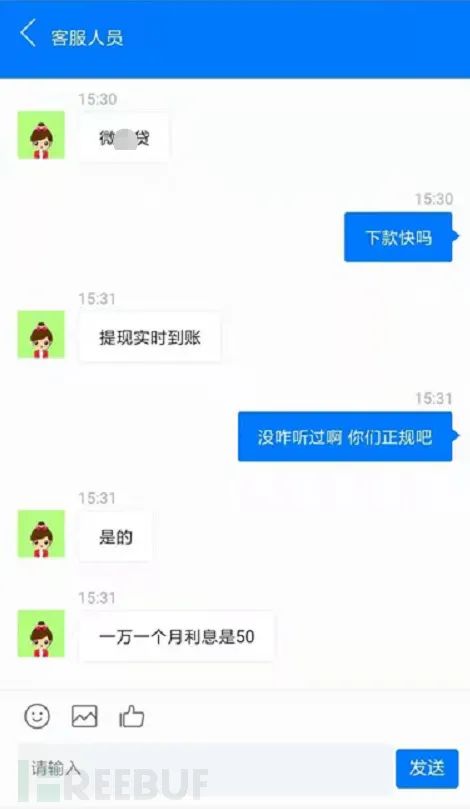 客服人员
15:30
微 贷
15:30
下款快吗
15:31
提现实时到账
15:31
没咋听过啊 你们正规吧
15:31
是的
15:31
一万一个月利息是50
请输入
发送
FREEBUF